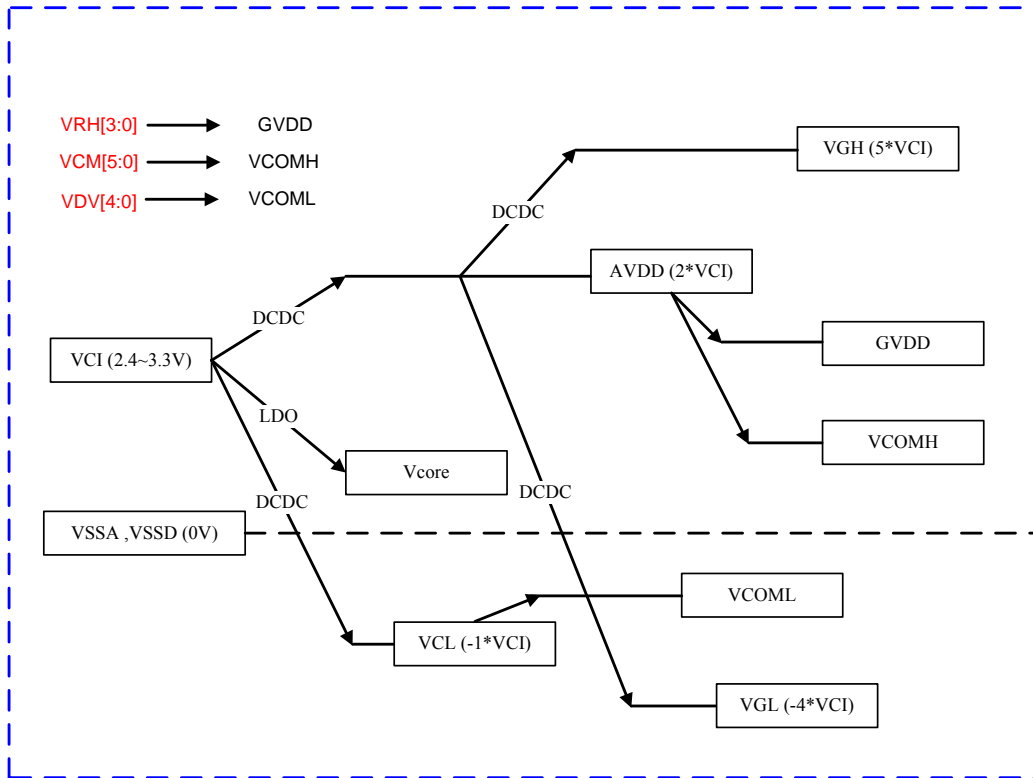 VRH[3:0] GVDD
VCM[5:0] VCOMH
VDV[4:0] VCOML
VGH (5*VCI)
DCDC
AVDD (2*VCI)
DCDC
GVDD
VCI (2.4~3.3V)
LDO
VCOMH
Vcore
DCDC
DCDC
VSSA ,VSSD (0V)
VCOML
VCL (-1*VCI)
VGL (-4*VCI)